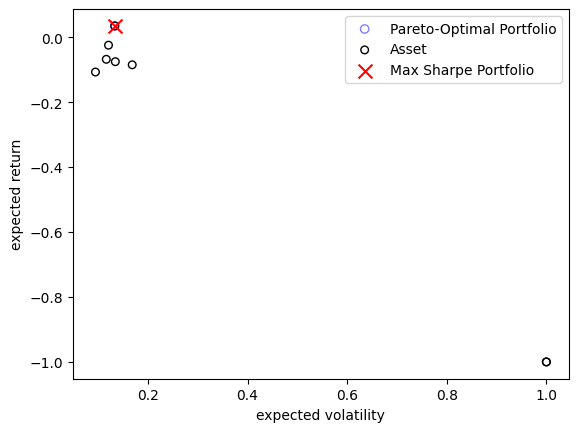 Pareto-Optimal Portfolio
Asset
Max Sharpe Portfolio
0.0
−0.2
−0.4
−0.6
−0.8
−1.0
expected return
0.2
0.4
0.6
0.8
1.0
expected volatility